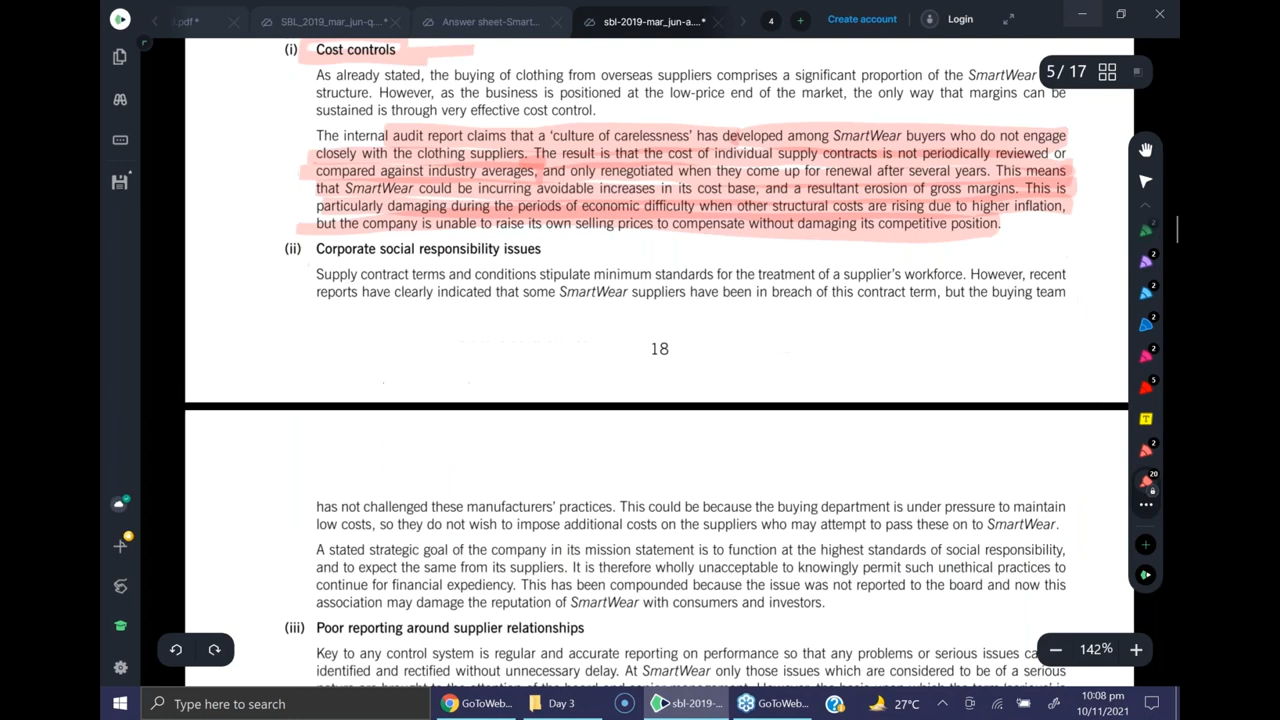 .pdf *
SBL_2019_mar_jun-q....*
Answer sheet-Smart...
sbl-2019-mar_jun-a....*
4
Create account
Login
5 / 17
(i) Cost controls
As already stated, the buying of clothing from overseas suppliers comprises a significant proportion of the SmartWear
structure. However, as the business is positioned at the low-price end of the market, the only way that margins can be
sustained is through very effective cost control.
The internal audit report claims that a ‘culture of carelessness’ has developed among SmartWear buyers who do not engage
closely with the clothing suppliers. The result is that the cost of individual supply contracts is not periodically reviewed or
compared against industry averages, and only renegotiated when they come up for renewal after several years. This means
that SmartWear could be incurring avoidable increases in its cost base, and a resultant erosion of gross margins. This is
particularly damaging during the periods of economic difficulty when other structural costs are rising due to higher inflation,
but the company is unable to raise its own selling prices to compensate without damaging its competitive position.
(ii) Corporate social responsibility issues
Supply contract terms and conditions stipulate minimum standards for the treatment of a supplier’s workforce. However, recent
reports have clearly indicated that some SmartWear suppliers have been in breach of this contract term, but the buying team
18
has not challenged these manufacturers’ practices. This could be because the buying department is under pressure to maintain
low costs, so they do not wish to impose additional costs on the suppliers who may attempt to pass these on to SmartWear.
A stated strategic goal of the company in its mission statement is to function at the highest standards of social responsibility,
and to expect the same from its suppliers. It is therefore wholly unacceptable to knowingly permit such unethical practices to
continue for financial expediency. This has been compounded because the issue was not reported to the board and now this
association may damage the reputation of SmartWear with consumers and investors.
(iii) Poor reporting around supplier relationships
Key to any control system is regular and accurate reporting on performance so that any problems or serious issues ca
identified and rectified without unnecessary delay. At SmartWear only those issues which are considered to be of a serious
2
2
2
2
2
5
T
2
20
142%
Type here to search
GoToWeb...
Day 3
sbl-2019-...
GoToWeb...
27°C
10:08 pm
10/11/2021